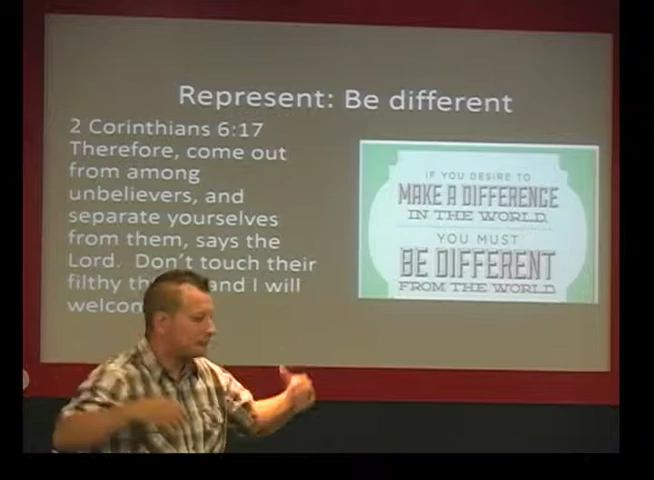 Represent: Be different
2 Corinthians 6:17
Therefore, come out
from among
unbelievers, and
separate yourselves
from them, says the
Lord. Don't touch their
filthy and I will
IF YOU DESIRE TO
MAKE A DIFFERENCE
IN THE WORLD,
YOU MUST
BE DIFFERENT
FROM THE WORLD.